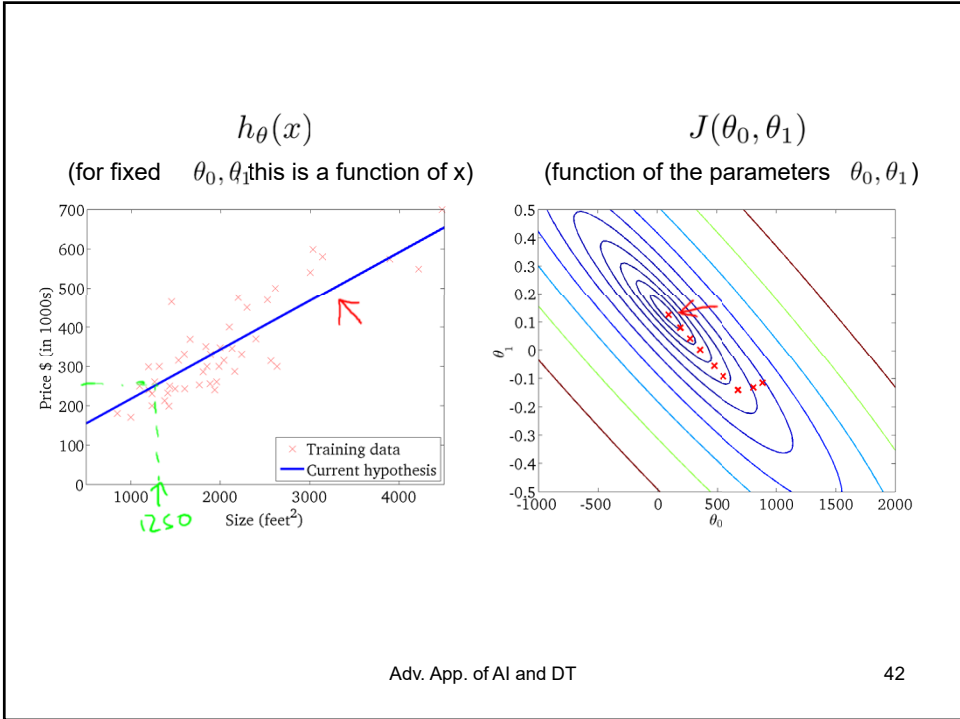 hθ(x)
(for fixed θ0, θ1 this is a function of x)
700
600
500
400
300
200
100
0
Price $ (in 1000s)
Training data
Current hypothesis
1000 2000 3000 4000
Size (feet²)
1250
J(θ0, θ1)
(function of the parameters θ0, θ1)
0.5
0.4
0.3
0.2
0.1
0
-0.1
-0.2
-0.3
-0.4
-0.5
θ1
-1000 -500 0 500 1000 1500 2000
θ0
Adv. App. of AI and DT 42